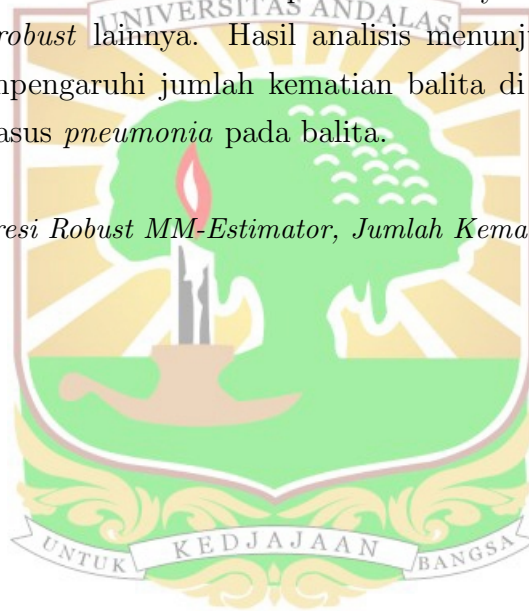 UNIVERSITAS ANDALAS
robust lainnya. Hasil analisis menunj
pengaruhi jumlah kematian balita di
asus pneumonia pada balita.
resi Robust MM-Estimator, Jumlah Kema
UNTUK KEDJAJAAN BANGSA